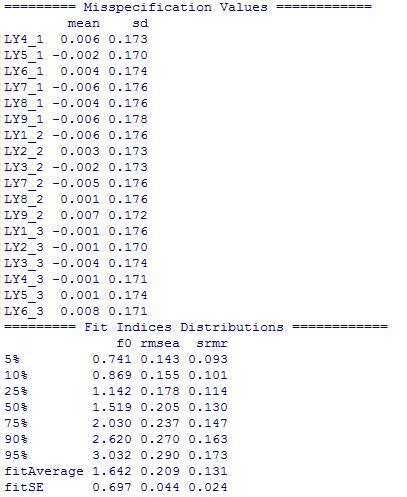 ========= Misspecification Values ============
mean sd
LY4_1 0.006 0.173
LY5_1 -0.002 0.170
LY6_1 0.004 0.174
LY7_1 -0.006 0.176
LY8_1 -0.004 0.176
LY9_1 -0.006 0.178
LY1_2 -0.006 0.176
LY2_2 0.003 0.173
LY3_2 -0.002 0.173
LY7_2 -0.005 0.176
LY8_2 0.001 0.176
LY9_2 0.007 0.172
LY1_3 -0.001 0.176
LY2_3 -0.001 0.170
LY3_3 -0.004 0.174
LY4_3 -0.001 0.171
LY5_3 0.001 0.174
LY6_3 0.008 0.171
========= Fit Indices Distributions ============
f0 rmsea srmr
5% 0.741 0.143 0.093
10% 0.869 0.155 0.101
25% 1.142 0.178 0.114
50% 1.519 0.205 0.130
75% 2.030 0.237 0.147
90% 2.620 0.270 0.163
95% 3.032 0.290 0.173
fitAverage 1.642 0.209 0.131
fitSE 0.697 0.044 0.024